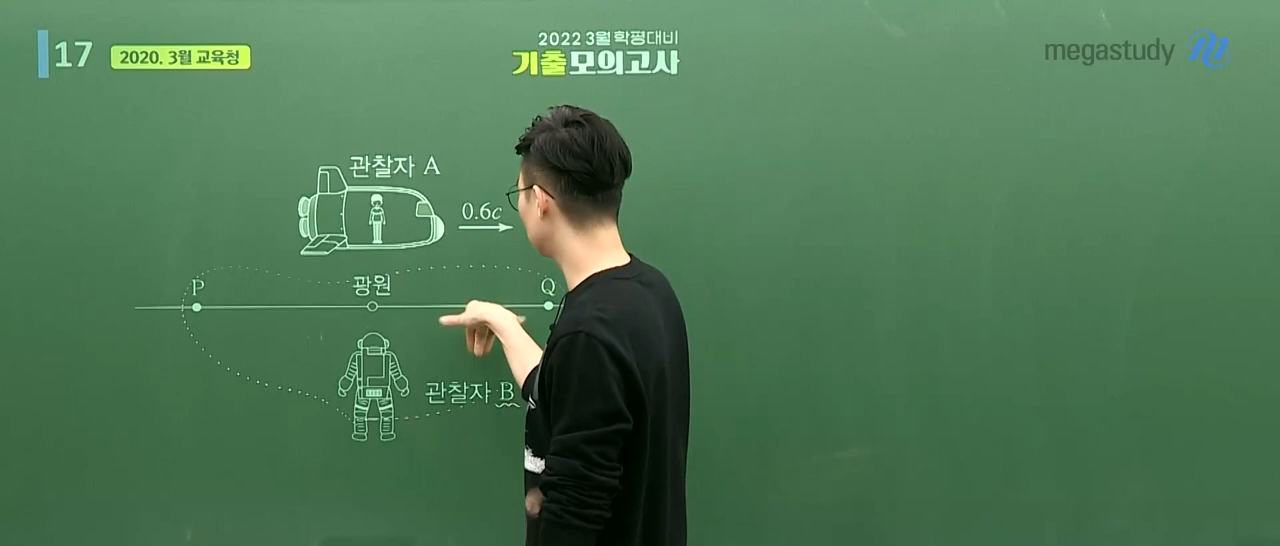 17
2020. 3월 교육청
2022 3월 학평대비
기출모의고사
megastudy
관찰자 A
0.6c
P
광원
Q
관찰자 B